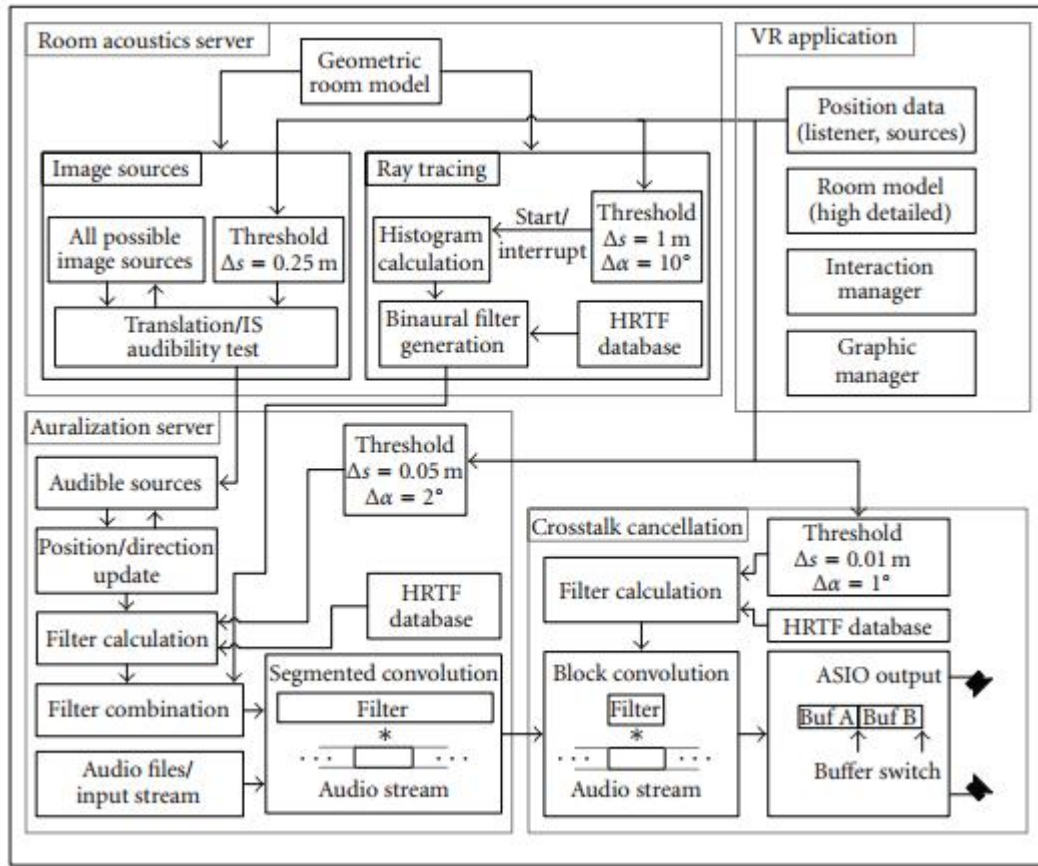 Room acoustics server
Geometric
room model
Image sources
All possible
image sources
Threshold
Δs = 0.25 m
Translation/IS
audibility test
Ray tracing
Histogram
calculation
Start/
interrupt
Threshold
Δs = 1 m
Δα = 10°
Binaural filter
generation
HRTF
database
VR application
Position data
(listener, sources)
Room model
(high detailed)
Interaction
manager
Graphic
manager
Auralization server
Audible sources
Position/direction
update
Filter calculation
Filter combination
Audio files/
input stream
Threshold
Δs = 0.05 m
Δα = 2°
HRTF
database
Segmented convolution
Filter
*
· · ·
· · ·
Audio stream
Crosstalk cancellation
Filter calculation
Threshold
Δs = 0.01 m
Δα = 1°
HRTF database
Block convolution
Filter
*
· · ·
· · ·
Audio stream
ASIO output
Buf A Buf B
Buffer switch